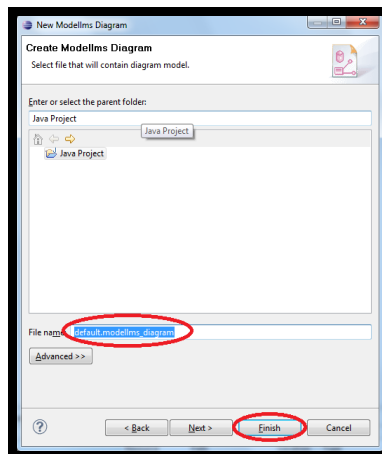 New Modellms Diagram
Create Modellms Diagram
Select file that will contain diagram model.
Enter or select the parent folder:
Java Project
Java Project
Java Project
File name: default.modellms_diagram
Advanced >>
?
< Back
Next >
Finish
Cancel